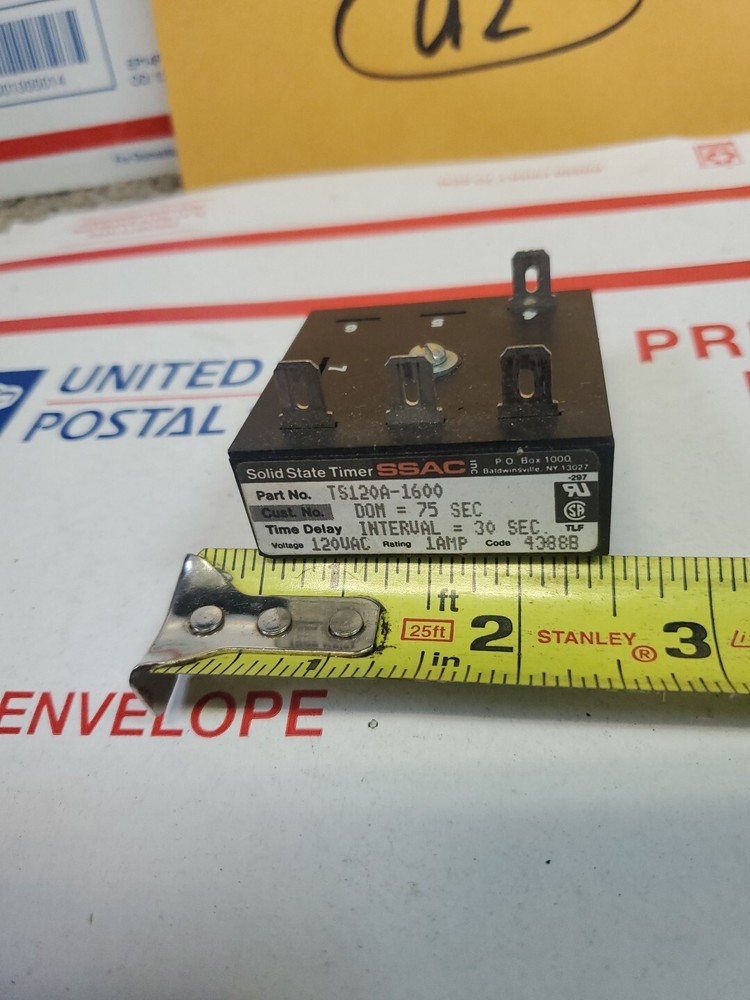 U2
UNITED
POSTAL
PR
ENVELOPE
Solid State Timer SSAC inc P.O. Box 1000, Baldwinsville, NY 13027
Part No. TS120A-1600
Cust. No. DOM = 75 SEC
Time Delay INTERVAL = 30 SEC.
Voltage 120VAC Rating 1AMP Code 4388B
-297
TLF
ft
25ft 2 STANLEY® 3
in